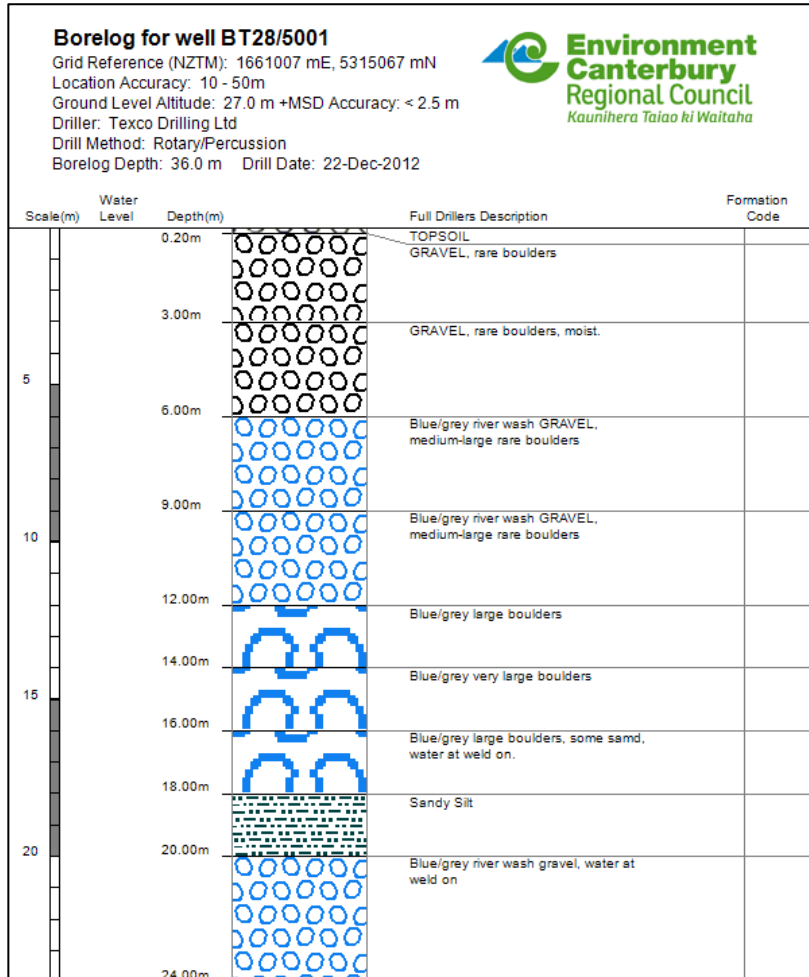 Borelog for well BT28/5001
Grid Reference (NZTM): 1661007 mE, 5315067 mN
Location Accuracy: 10 - 50m
Ground Level Altitude: 27.0 m +MSD Accuracy: < 2.5 m
Driller: Texco Drilling Ltd
Drill Method: Rotary/Percussion
Borelog Depth: 36.0 m Drill Date: 22-Dec-2012
Environment
Canterbury
Regional Council
Kaunihera Taiao ki Waitaha
Scale(m)
Water
Level
Depth(m)
Full Drillers Description
Formation
Code
0.20m
TOPSOIL
GRAVEL, rare boulders
3.00m
GRAVEL, rare boulders, moist.
5
6.00m
Blue/grey river wash GRAVEL,
medium-large rare boulders
9.00m
Blue/grey river wash GRAVEL,
medium-large rare boulders
10
12.00m
Blue/grey large boulders
14.00m
Blue/grey very large boulders
15
16.00m
Blue/grey large boulders, some samd,
water at weld on.
18.00m
Sandy Silt
20
20.00m
Blue/grey river wash gravel, water at
weld on
24.00m